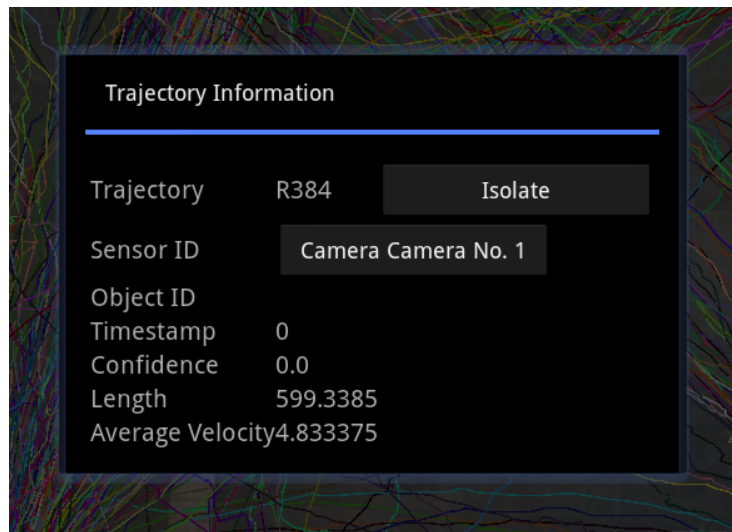 Trajectory Information
Trajectory R384 Isolate
Sensor ID Camera Camera No. 1
Object ID
Timestamp 0
Confidence 0.0
Length 599.3385
Average Velocity4.833375